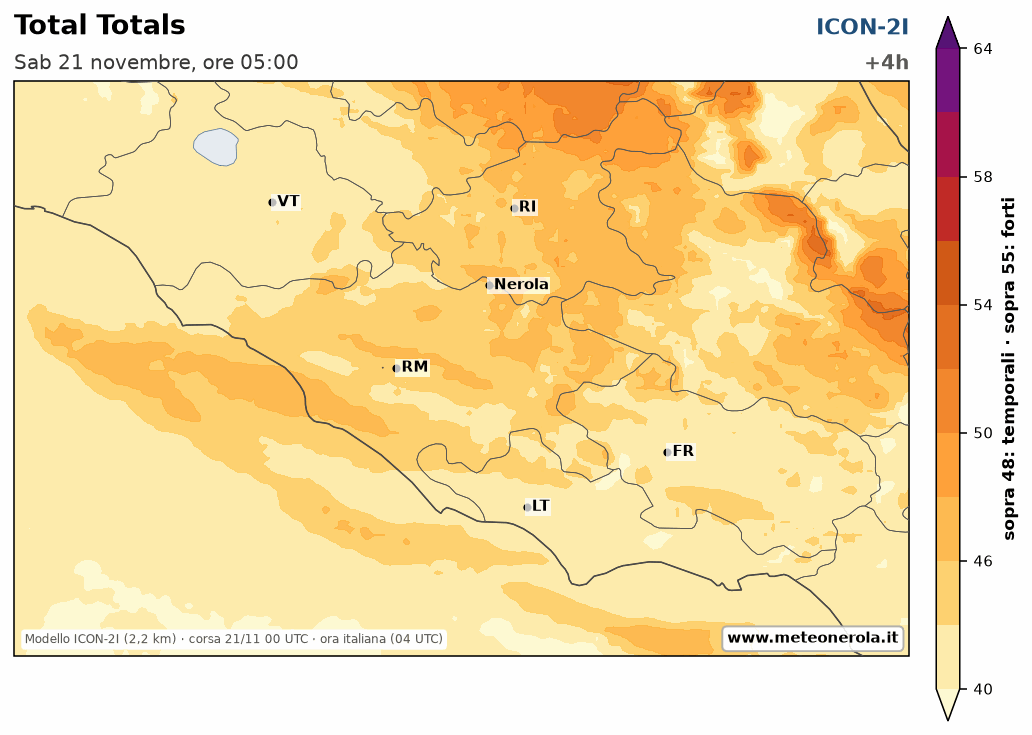 Total Totals
ICON-2I
Sab 21 novembre, ore 05:00
+4h
VT
RI
Nerola
RM
FR
LT
Modello ICON-2I (2,2 km) · corsa 21/11 00 UTC · ora italiana (04 UTC)
www.meteonerola.it
64
58
54
50
46
40
sopra 48: temporali · sopra 55: forti